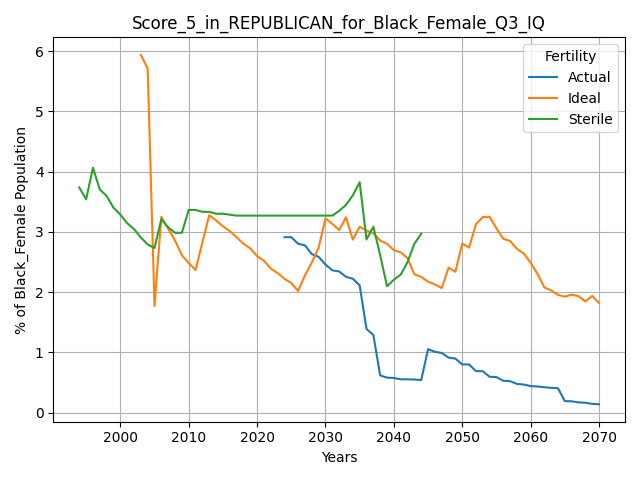 Score_5_in_REPUBLICAN_for_Black_Female_Q3_IQ
% of Black_Female Population
6
5
4
3
2
1
0
Fertility
Actual
Ideal
Sterile
2000 2010 2020 2030 2040 2050 2060 2070
Years